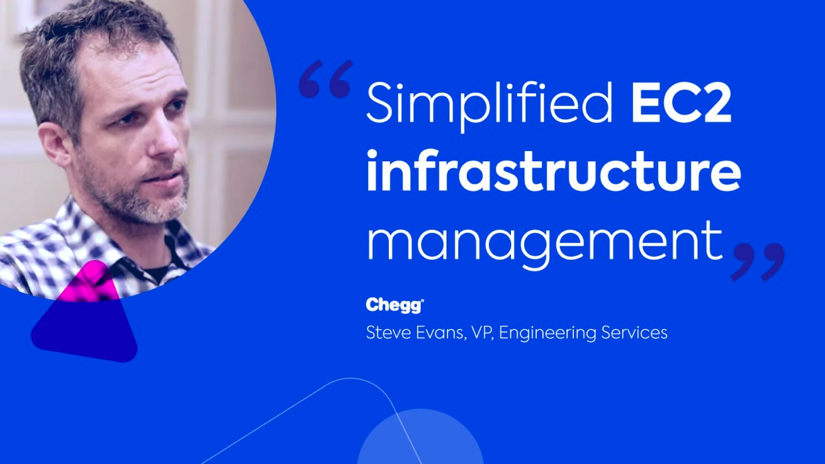 “Simplified EC2
infrastructure
management”
Chegg®
Steve Evans, VP, Engineering Services